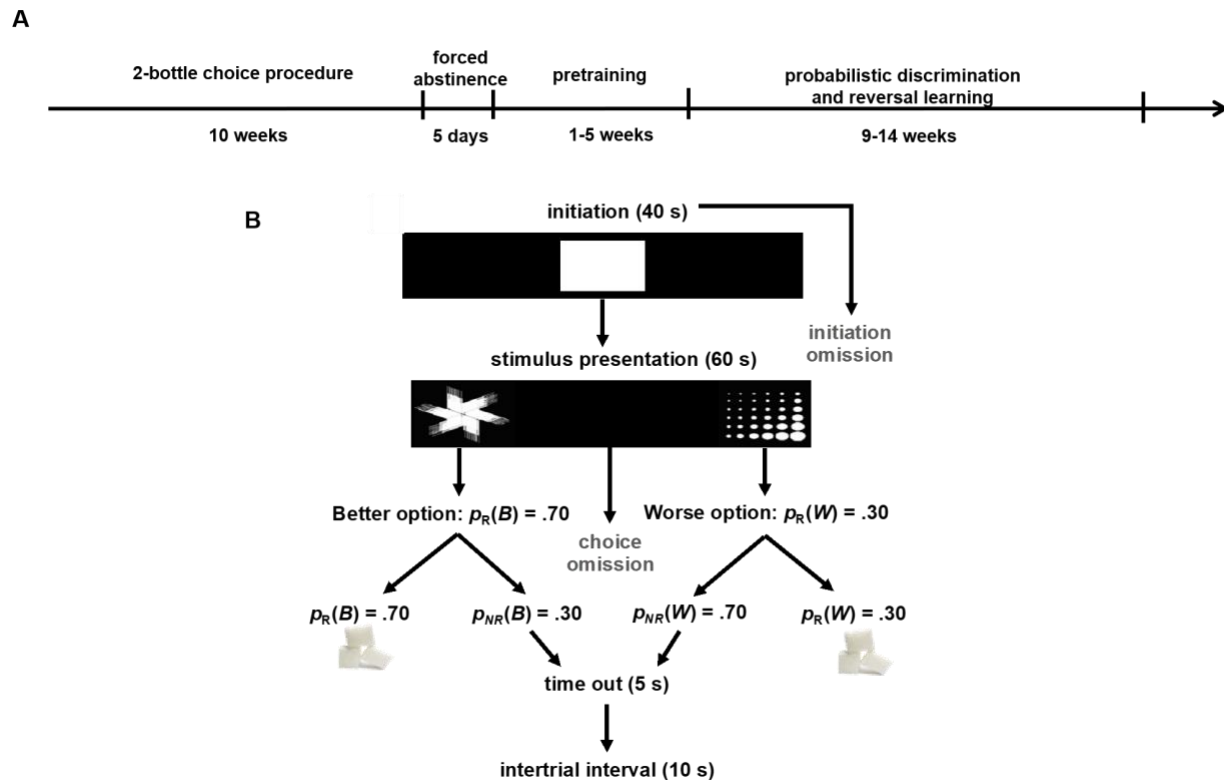 A
2-bottle choice procedure
forced
abstinence
pretraining
probabilistic discrimination
and reversal learning
10 weeks
5 days
1-5 weeks
9-14 weeks
B
initiation (40 s)
initiation
omission
stimulus presentation (60 s)
Better option: pR(B) = .70
Worse option: pR(W) = .30
choice
omission
pR(B) = .70
pNR(B) = .30
pNR(W) = .70
pR(W) = .30
time out (5 s)
intertrial interval (10 s)